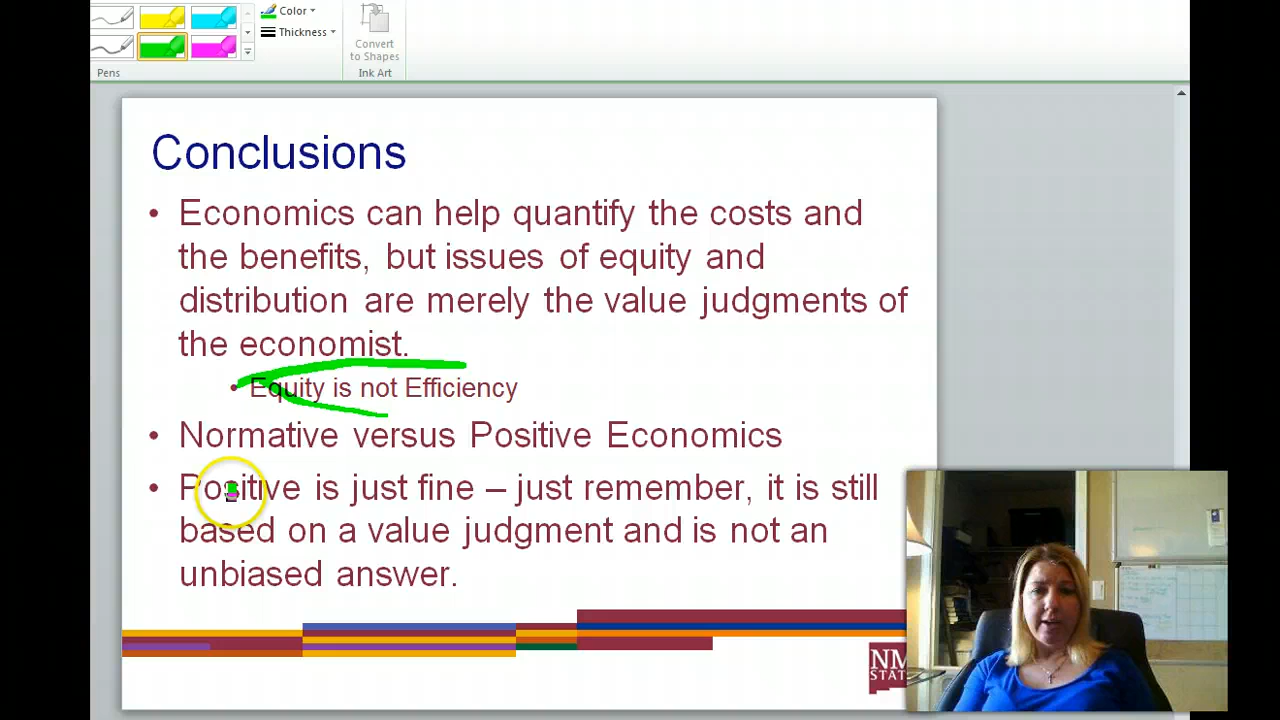 Color
Thickness
Convert
to Shapes
Pens
Ink Art
Conclusions
• Economics can help quantify the costs and
the benefits, but issues of equity and
distribution are merely the value judgments of
the economist.
• Equity is not Efficiency
• Normative versus Positive Economics
• Positive is just fine – just remember, it is still
based on a value judgment and is not an
unbiased answer.
NM
STAT